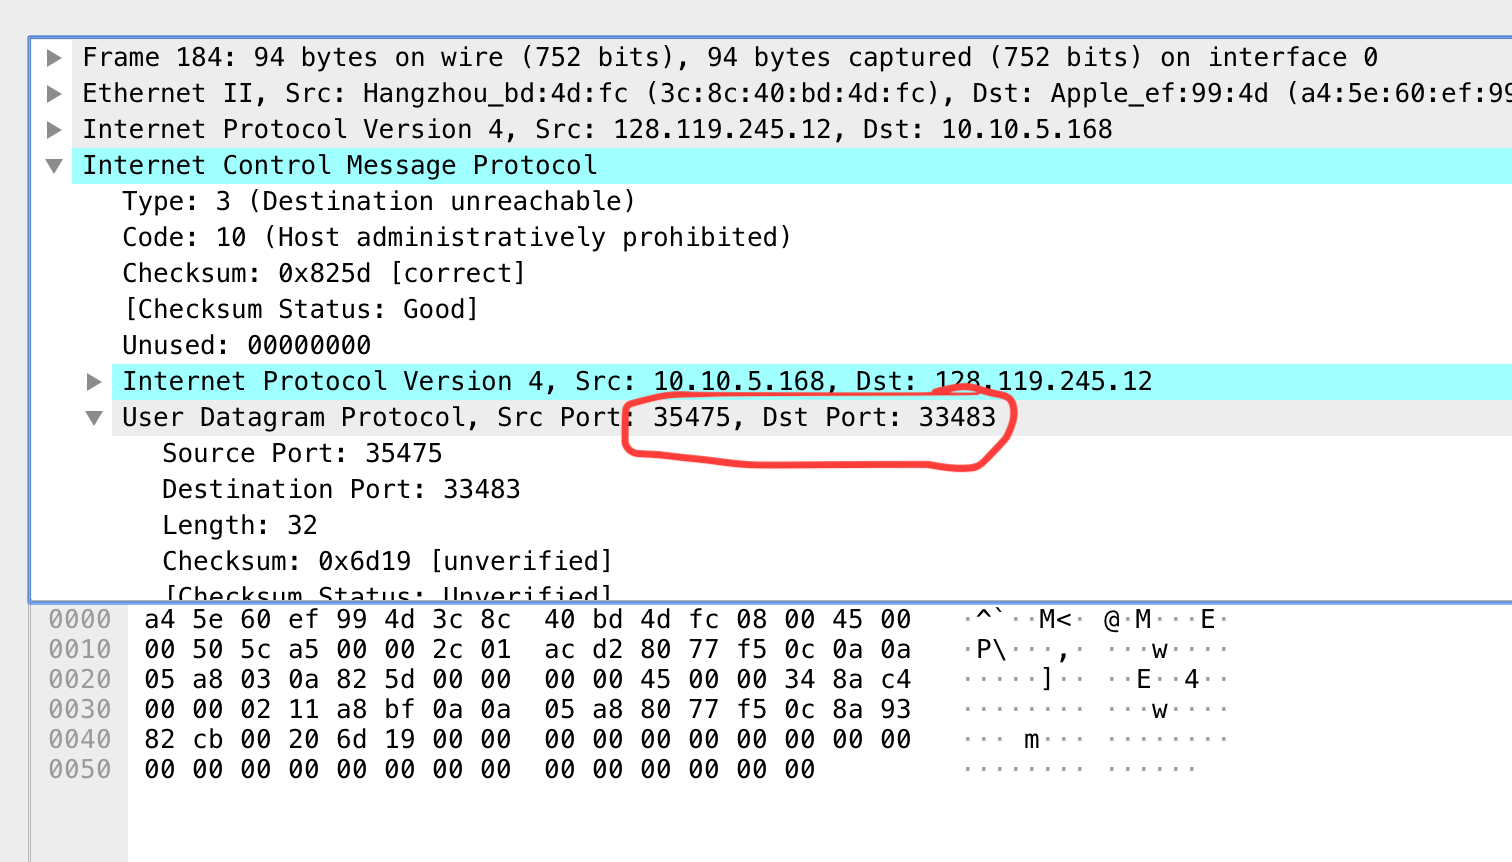 Frame 184: 94 bytes on wire (752 bits), 94 bytes captured (752 bits) on interface 0
Ethernet II, Src: Hangzhou_bd:4d:fc (3c:8c:40:bd:4d:fc), Dst: Apple_ef:99:4d (a4:5e:60:ef:99
Internet Protocol Version 4, Src: 128.119.245.12, Dst: 10.10.5.168
Internet Control Message Protocol
Type: 3 (Destination unreachable)
Code: 10 (Host administratively prohibited)
Checksum: 0x825d [correct]
[Checksum Status: Good]
Unused: 00000000
Internet Protocol Version 4, Src: 10.10.5.168, Dst: 128.119.245.12
User Datagram Protocol, Src Port: 35475, Dst Port: 33483
Source Port: 35475
Destination Port: 33483
Length: 32
Checksum: 0x6d19 [unverified]
[Checksum Status: Unverified]
0000 a4 5e 60 ef 99 4d 3c 8c 40 bd 4d fc 08 00 45 00 ·^`··M<· @·M···E·
0010 00 50 5c a5 00 00 2c 01 ac d2 80 77 f5 0c 0a 0a ·P\···,· ···w····
0020 05 a8 03 0a 82 5d 00 00 00 00 45 00 00 34 8a c4 ·····]·· ··E··4··
0030 00 00 02 11 a8 bf 0a 0a 05 a8 80 77 f5 0c 8a 93 ········ ···w····
0040 82 cb 00 20 6d 19 00 00 00 00 00 00 00 00 00 00 ··· m··· ········
0050 00 00 00 00 00 00 00 00 00 00 00 00 00 00 ········ ······